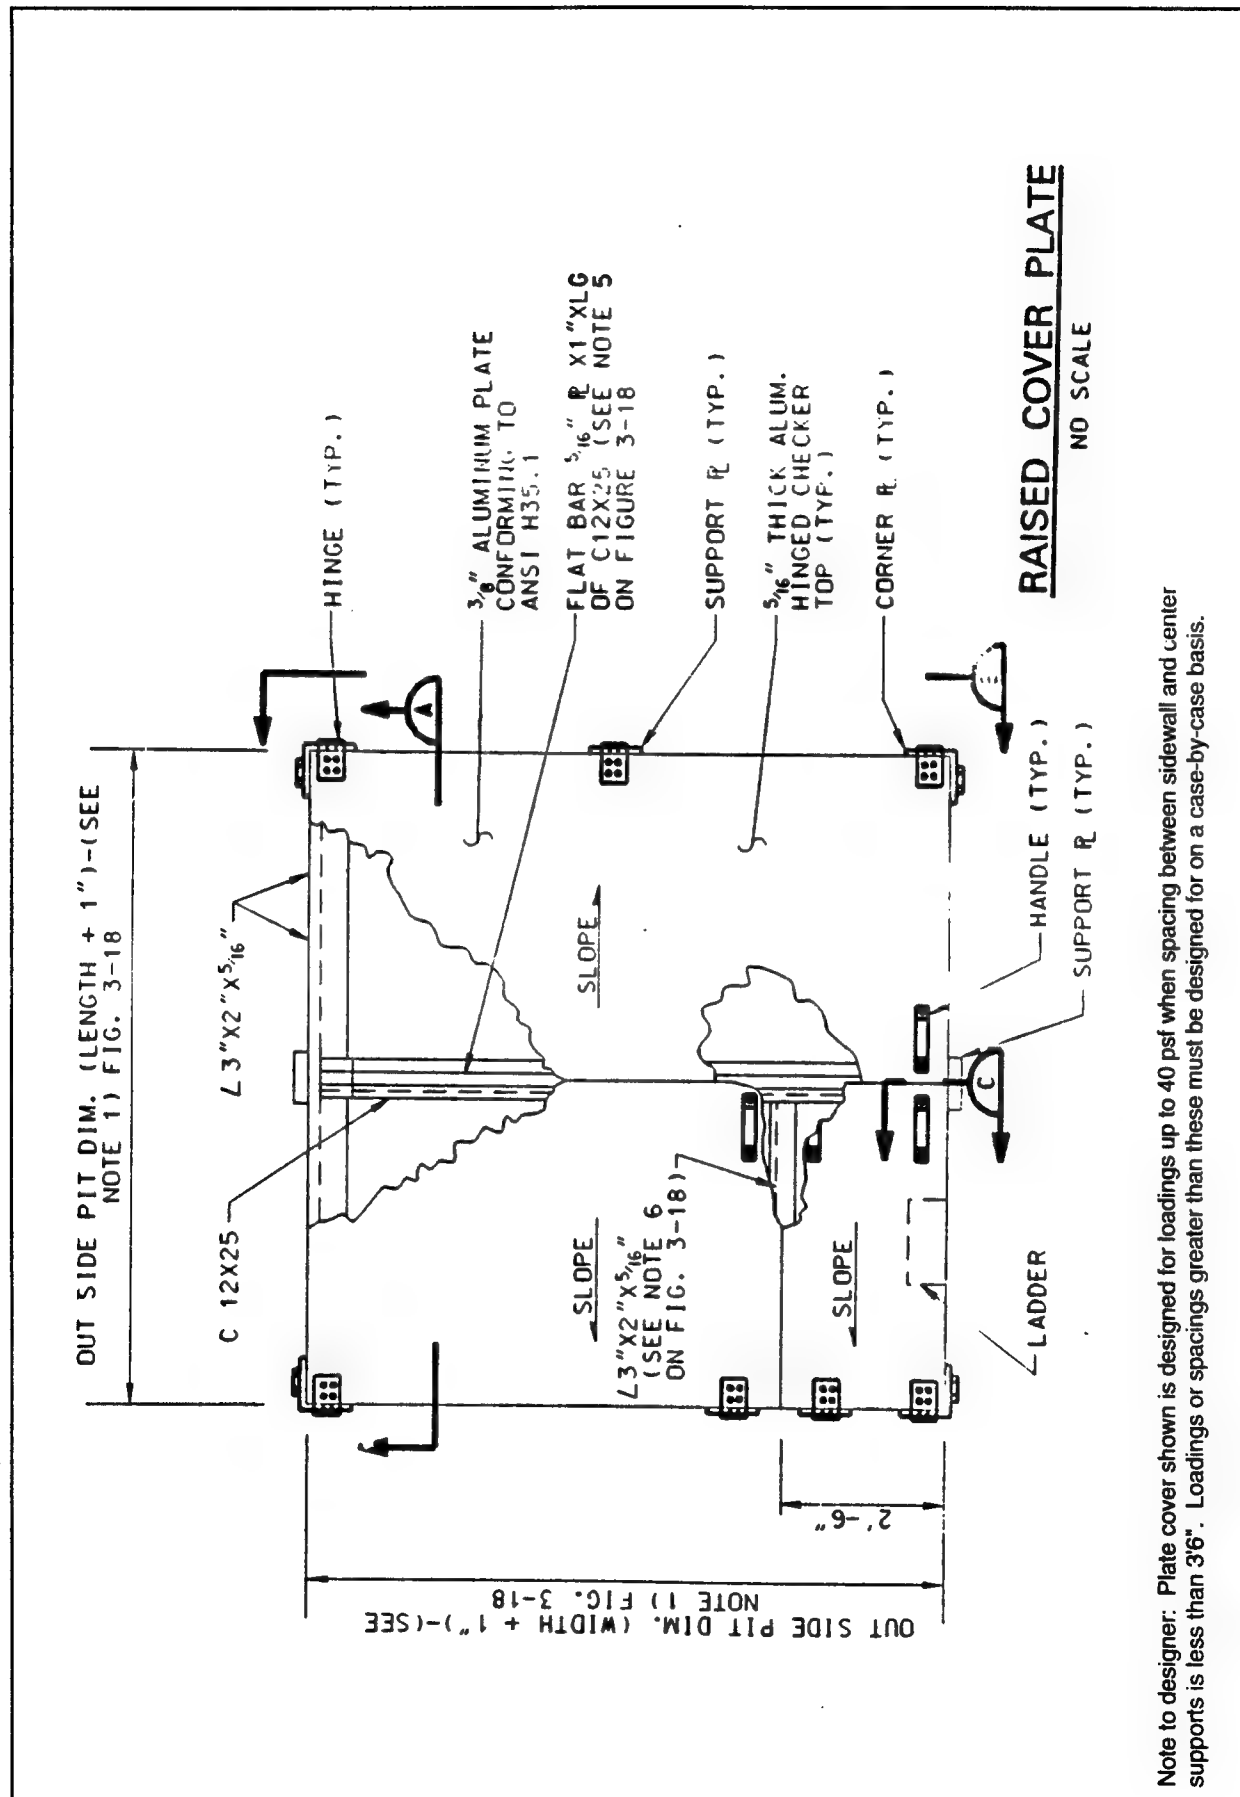 OUT SIDE PIT DIM. (LENGTH + 1")-(SEE
NOTE 1) FIG. 3-18
L3"X2"X5/16"
C 12X25
HINGE (TYP.)
A
3/8" ALUMINUM PLATE
CONFORMING TO
ANSI H35.1
FLAT BAR 5/16" PL X1"XLG
OF C12X25 (SEE NOTE 5
ON FIGURE 3-18
SUPPORT PL (TYP.)
5/16" THICK ALUM.
HINGED CHECKER
TOP (TYP.)
CORNER PL (TYP.)
SLOPE
SLOPE
L3"X2"X5/16"
(SEE NOTE 6
ON FIG. 3-18)
SLOPE
LADDER
C
HANDLE (TYP.)
SUPPORT PL (TYP.)
2'-6"
OUT SIDE PIT DIM. (WIDTH + 1")-(SEE
NOTE 1) FIG. 3-18
RAISED COVER PLATE
NO SCALE
Note to designer: Plate cover shown is designed for loadings up to 40 psf when spacing between sidewall and center
supports is less than 3'6". Loadings or spacings greater than these must be designed for on a case-by-case basis.